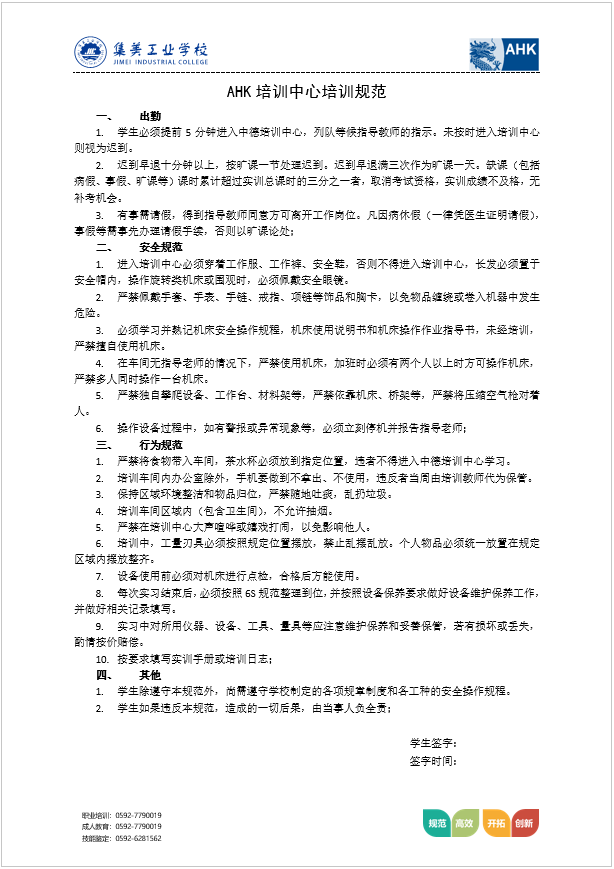 集美工业学校
JIMEI INDUSTRIAL COLLEGE
AHK
AHK 培训中心培训规范
一、 出勤
1. 学生必须提前 5 分钟进入中德培训中心，列队等候指导教师的指示。未按时进入培训中心
则视为迟到。
2. 迟到早退十分钟以上，按旷课一节处理迟到。迟到早退满三次作为旷课一天。缺课（包括
病假、事假、旷课等）课时累计超过实训总课时的三分之一者，取消考试资格，实训成绩不及格，无
补考机会。
3. 有事需请假，得到指导教师同意方可离开工作岗位。凡因病休假（一律凭医生证明请假），
事假等需事先办理请假手续，否则以旷课论处；
二、 安全规范
1. 进入培训中心必须穿着工作服、工作裤、安全鞋，否则不得进入培训中心，长发必须置于
安全帽内，操作旋转类机床或围观时，必须佩戴安全眼镜。
2. 严禁佩戴手套、手表、手链、戒指、项链等饰品和胸卡，以免物品缠绕或卷入机器中发生
危险。
3. 必须学习并熟记机床安全操作规程，机床使用说明书和机床操作作业指导书，未经培训，
严禁擅自使用机床。
4. 在车间无指导老师的情况下，严禁使用机床，加班时必须有两个人以上时方可操作机床，
严禁多人同时操作一台机床。
5. 严禁独自攀爬设备、工作台、材料架等，严禁依靠机床、桥架等，严禁将压缩空气枪对着
人。
6. 操作设备过程中，如有警报或异常现象等，必须立刻停机并报告指导老师；
三、 行为规范
1. 严禁将食物带入车间，茶水杯必须放到指定位置，违者不得进入中德培训中心学习。
2. 培训车间内办公室除外，手机要做到不拿出、不使用，违反者当周由培训教师代为保管。
3. 保持区域环境整洁和物品归位，严禁随地吐痰，乱扔垃圾。
4. 培训车间区域内（包含卫生间），不允许抽烟。
5. 严禁在培训中心大声喧哗或嬉戏打闹，以免影响他人。
6. 培训中，工量刃具必须按照规定位置摆放，禁止乱摆乱放。个人物品必须统一放置在规定
区域内摆放整齐。
7. 设备使用前必须对机床进行点检，合格后方能使用。
8. 每次实习结束后，必须按照 6S 规范整理到位，并按照设备保养要求做好设备维护保养工作，
并做好相关记录填写。
9. 实习中对所用仪器、设备、工具、量具等应注意维护保养和妥善保管，若有损坏或丢失，
酌情按价赔偿。
10. 按要求填写实训手册或培训日志；
四、 其他
1. 学生除遵守本规范外，尚需遵守学校制定的各项规章制度和各工种的安全操作规程。
2. 学生如果违反本规范，造成的一切后果，由当事人负全责；
学生签字：
签字时间：
职业培训：0592-7790019
成人教育：0592-7790019
技能鉴定：0592-6281562
规范 高效 开拓 创新